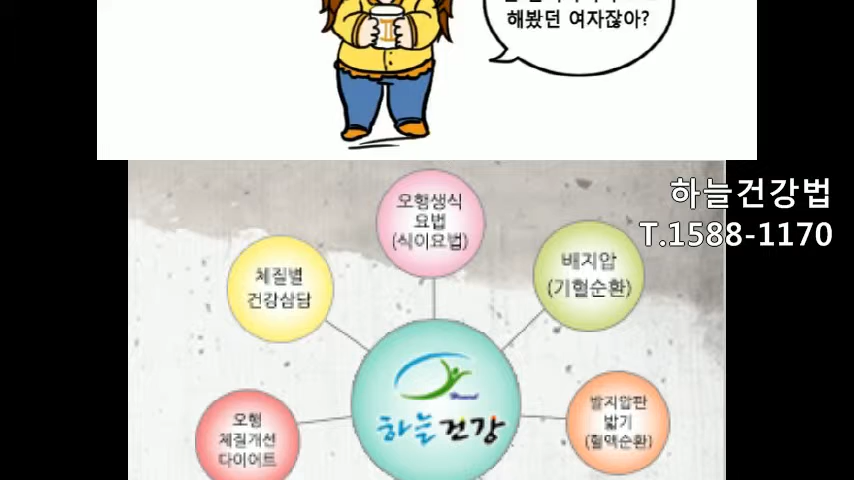 해봤던 여자잖아?
하늘건강법
T.1588-1170
오행생식
요법
(식이요법)
체질별
건강상담
배지압
(기혈순환)
하늘건강
오행
체질개선
다이어트
발지압판
밟기
(혈액순환)